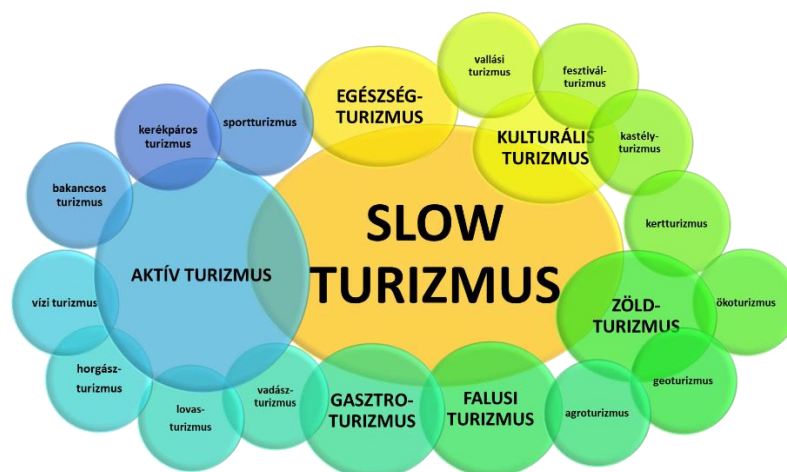 vallási
turizmus
fesztivál-
turizmus
EGÉSZSÉG-
TURIZMUS
sportturizmus
kerékpáros
turizmus
KULTURÁLIS
TURIZMUS
kastély-
turizmus
bakancsos
turizmus
SLOW
TURIZMUS
kertturizmus
AKTÍV TURIZMUS
vízi turizmus
ZÖLD-
TURIZMUS
ökoturizmus
horgász-
turizmus
vadász-
turizmus
lovas-
turizmus
GASZTRO-
TURIZMUS
FALUSI
TURIZMUS
agroturizmus
geoturizmus